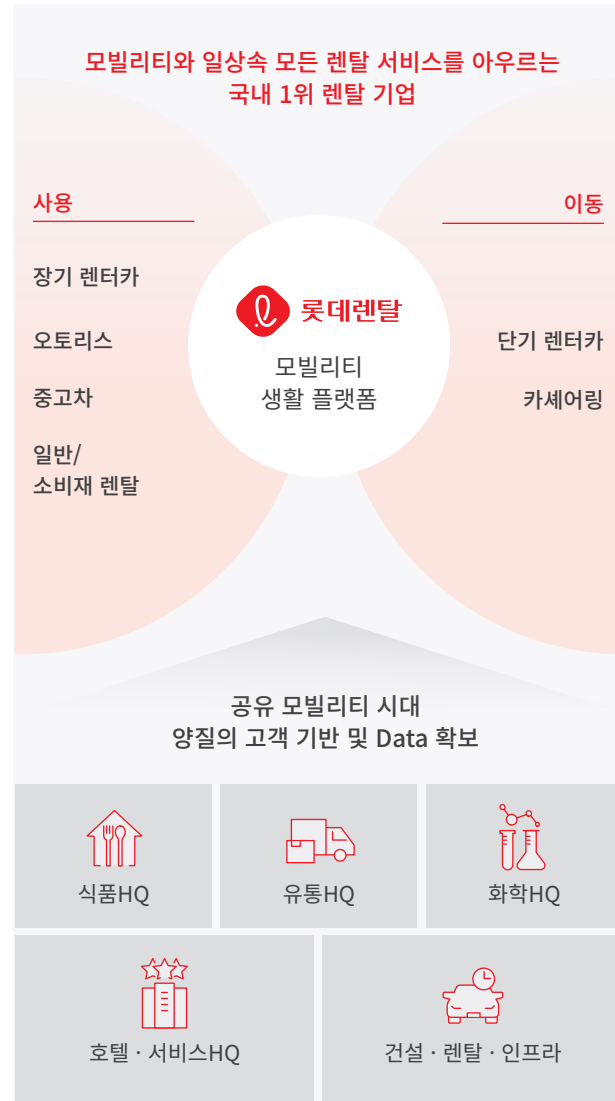 모빌리티와 일상속 모든 렌탈 서비스를 아우르는
국내 1위 렌탈 기업
사용
장기 렌터카
오토리스
중고차
일반/
소비재 렌탈
롯데렌탈
모빌리티
생활 플랫폼
이동
단기 렌터카
카셰어링
공유 모빌리티 시대
양질의 고객 기반 및 Data 확보
식품HQ
유통HQ
화학HQ
호텔 · 서비스HQ
건설 · 렌탈 · 인프라